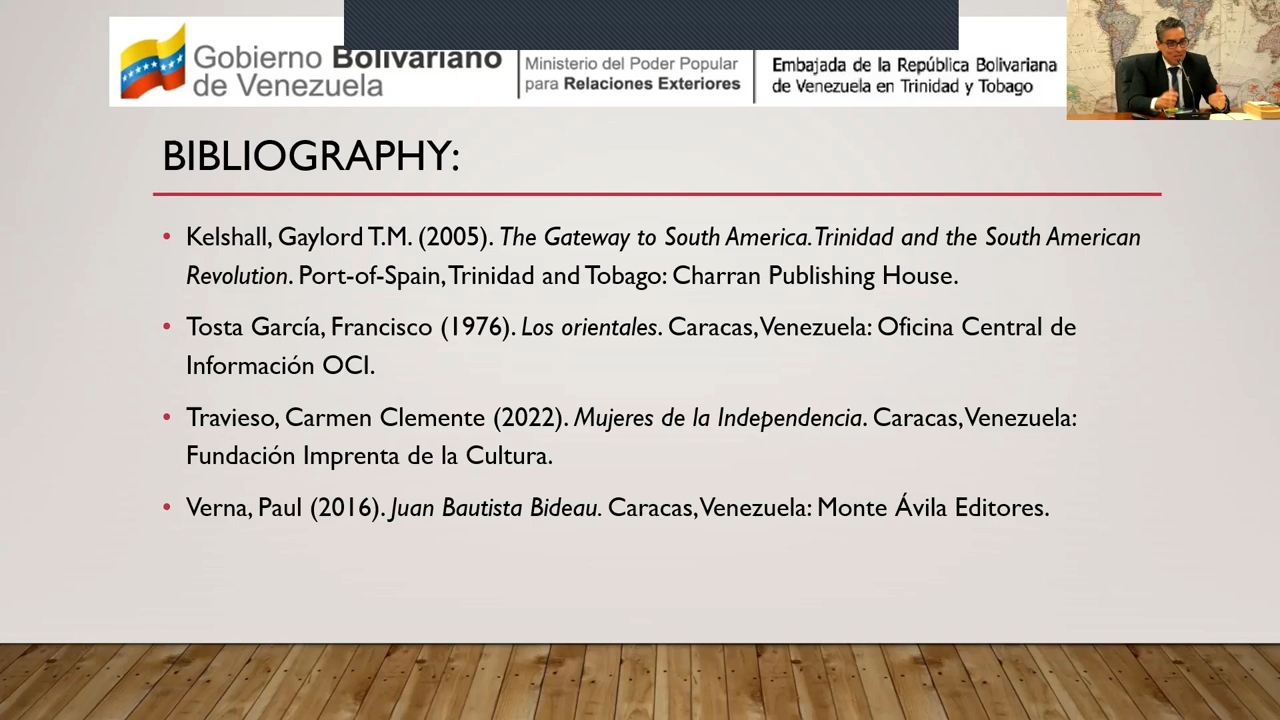 Gobierno Bolivariano
de Venezuela
Ministerio del Poder Popular
para Relaciones Exteriores
Embajada de la República Bolivariana
de Venezuela en Trinidad y Tobago
BIBLIOGRAPHY:
• Kelshall, Gaylord T.M. (2005). The Gateway to South America. Trinidad and the South American
Revolution. Port-of-Spain, Trinidad and Tobago: Charran Publishing House.
• Tosta García, Francisco (1976). Los orientales. Caracas, Venezuela: Oficina Central de
Información OCI.
• Travieso, Carmen Clemente (2022). Mujeres de la Independencia. Caracas, Venezuela:
Fundación Imprenta de la Cultura.
• Verna, Paul (2016). Juan Bautista Bideau. Caracas, Venezuela: Monte Ávila Editores.